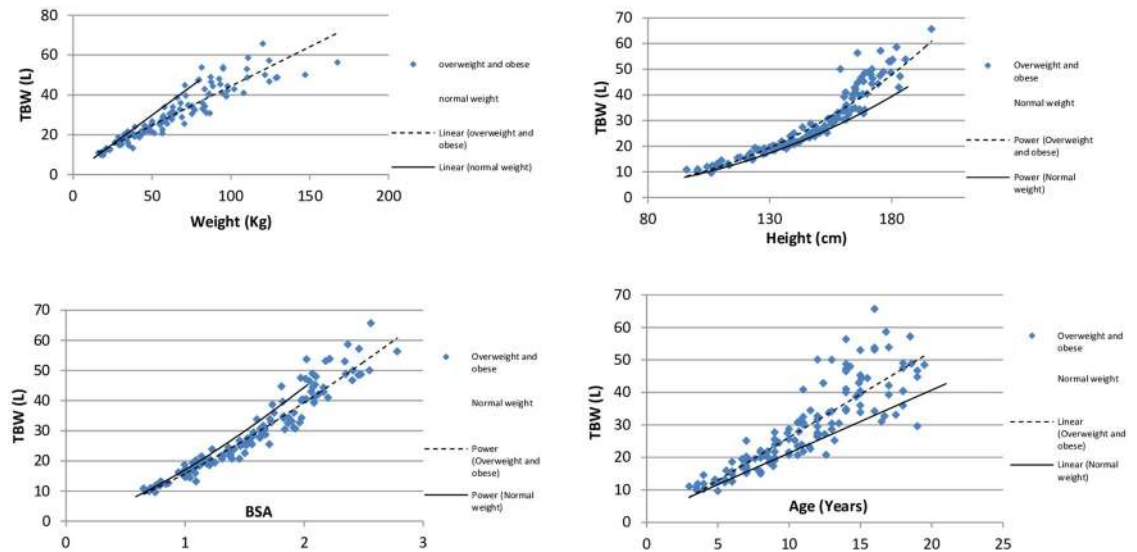 80
60
40
20
0
TBW (L)
0
50
100
150
200
Weight (Kg)
overweight and obese
normal weight
Linear (overweight and
obese)
Linear (normal weight)
70
60
50
40
30
20
10
0
TBW (L)
80
130
180
Height (cm)
Overweight and
obese
Normal weight
Power (Overweight
and obese)
Power (Normal
weight)
70
60
50
40
30
20
10
0
TBW (L)
BSA
0
1
2
3
Overweight and
obese
Normal weight
Power
(Overweight and
obese)
Power (Normal
weight)
70
60
50
40
30
20
10
0
TBW (L)
Age (Years)
0
5
10
15
20
25
Overweight and
obese
Normal weight
Linear
(Overweight and
obese)
Linear (Normal
weight)